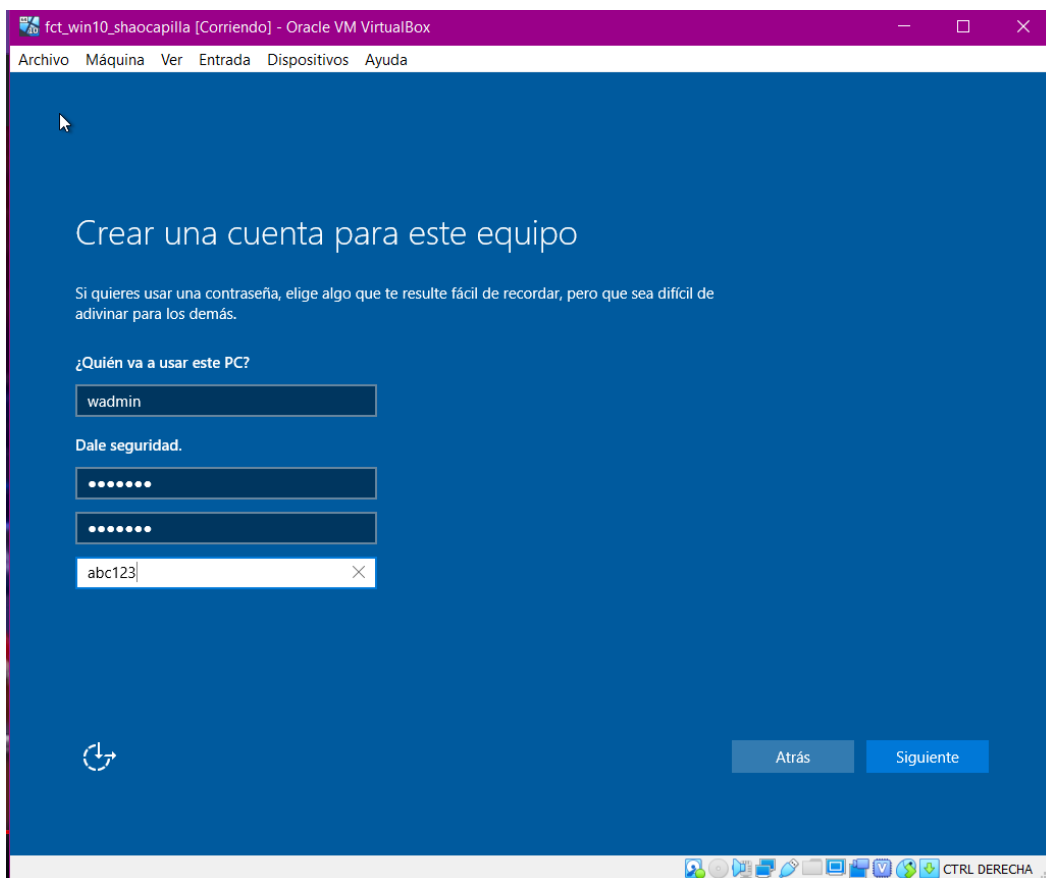 fct_win10_shaocapilla [Corriendo] - Oracle VM VirtualBox
Archivo Máquina Ver Entrada Dispositivos Ayuda
Crear una cuenta para este equipo
Si quieres usar una contraseña, elige algo que te resulte fácil de recordar, pero que sea difícil de
adivinar para los demás.
¿Quién va a usar este PC?
wadmin
Dale seguridad.
•••••••
•••••••
abc123
Atrás Siguiente
CTRL DERECHA